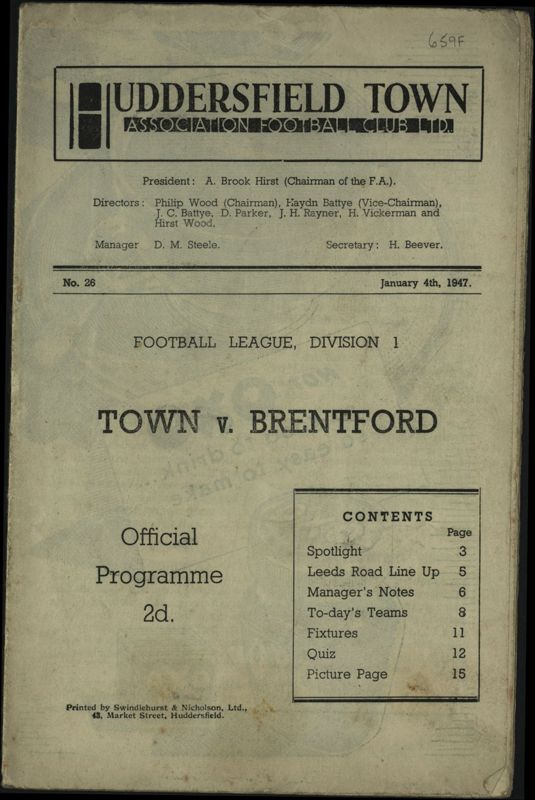 659F
HUDDERSFIELD TOWN
ASSOCIATION FOOTBALL CLUB LTD.
President: A. Brook Hirst (Chairman of the F.A.).
Directors: Philip Wood (Chairman), Haydn Battye (Vice-Chairman),
J. C. Battye, D. Parker, J. H. Rayner, H. Vickerman and
Hirst Wood.
Manager D. M. Steele. Secretary: H. Beever.
No. 26 January 4th, 1947.
FOOTBALL LEAGUE, DIVISION 1
TOWN v. BRENTFORD
Official
Programme
2d.
CONTENTS
Page
Spotlight 3
Leeds Road Line Up 5
Manager's Notes 6
To-day's Teams 8
Fixtures 11
Quiz 12
Picture Page 15
Printed by Swindlehurst & Nicholson, Ltd.,
43, Market Street, Huddersfield.